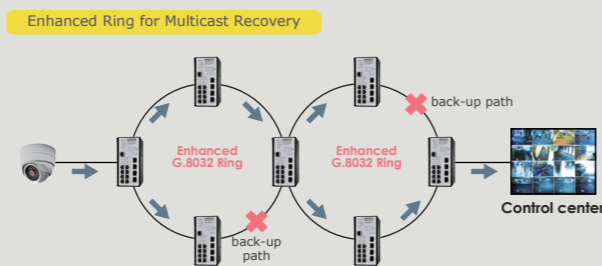 Enhanced Ring for Multicast Recovery
back-up path
Enhanced
G.8032 Ring
Enhanced
G.8032 Ring
back-up
path
Control center